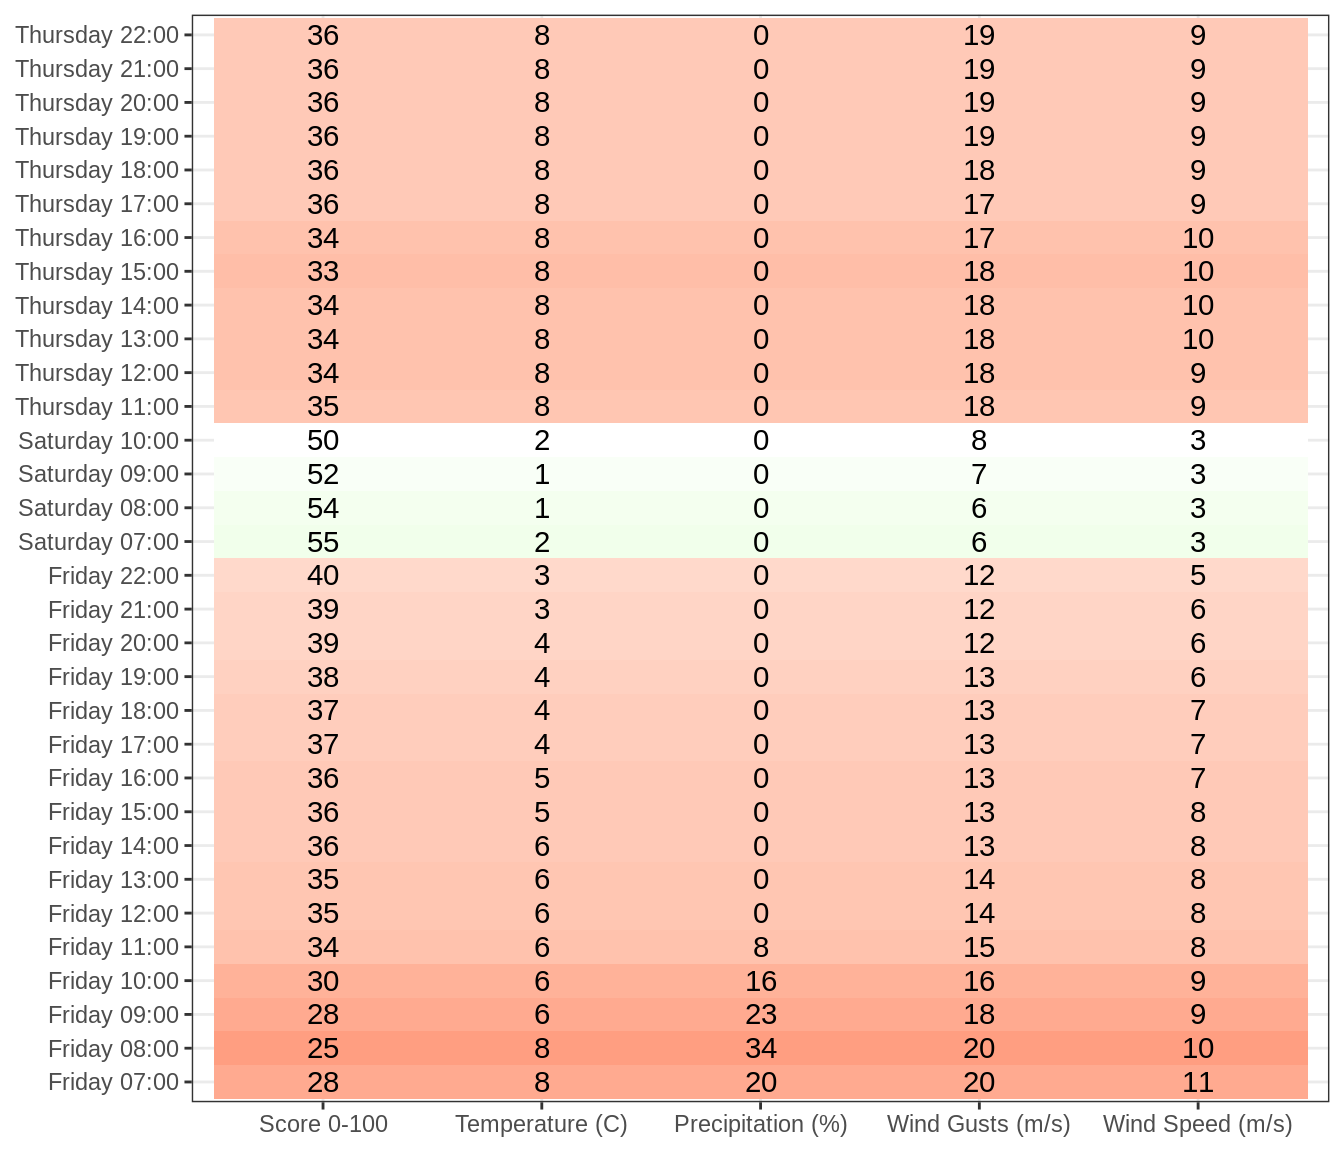 Thursday 22:00 36 8 0 19 9
Thursday 21:00 36 8 0 19 9
Thursday 20:00 36 8 0 19 9
Thursday 19:00 36 8 0 19 9
Thursday 18:00 36 8 0 18 9
Thursday 17:00 36 8 0 17 9
Thursday 16:00 34 8 0 17 10
Thursday 15:00 33 8 0 18 10
Thursday 14:00 34 8 0 18 10
Thursday 13:00 34 8 0 18 10
Thursday 12:00 34 8 0 18 9
Thursday 11:00 35 8 0 18 9
Saturday 10:00 50 2 0 8 3
Saturday 09:00 52 1 0 7 3
Saturday 08:00 54 1 0 6 3
Saturday 07:00 55 2 0 6 3
Friday 22:00 40 3 0 12 5
Friday 21:00 39 3 0 12 6
Friday 20:00 39 4 0 12 6
Friday 19:00 38 4 0 13 6
Friday 18:00 37 4 0 13 7
Friday 17:00 37 4 0 13 7
Friday 16:00 36 5 0 13 7
Friday 15:00 36 5 0 13 8
Friday 14:00 36 6 0 13 8
Friday 13:00 35 6 0 14 8
Friday 12:00 35 6 0 14 8
Friday 11:00 34 6 8 15 8
Friday 10:00 30 6 16 16 9
Friday 09:00 28 6 23 18 9
Friday 08:00 25 8 34 20 10
Friday 07:00 28 8 20 20 11
Score 0-100 Temperature (C) Precipitation (%) Wind Gusts (m/s) Wind Speed (m/s)